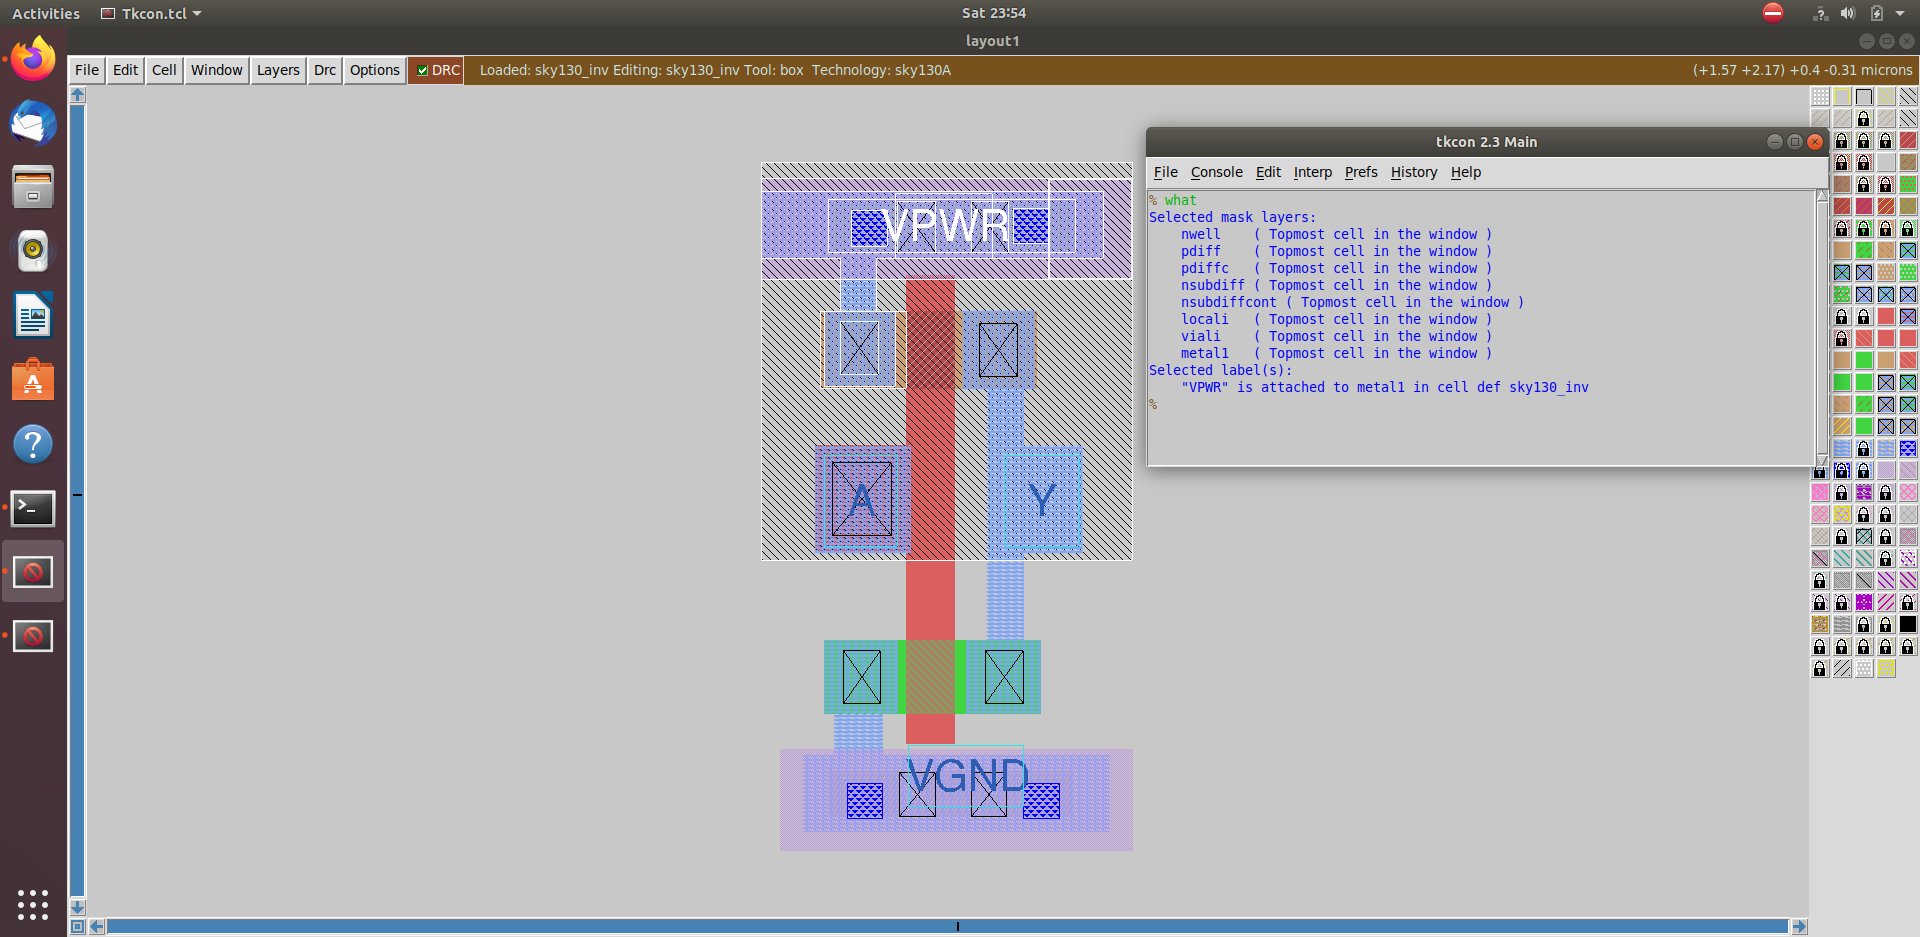 Activities Tkcon.tcl Sat 23:54
layout1
File Edit Cell Window Layers Drc Options DRC Loaded: sky130_inv Editing: sky130_inv Tool: box Technology: sky130A (+1.57 +2.17) +0.4 -0.31 microns
tkcon 2.3 Main
File Console Edit Interp Prefs History Help
% what
Selected mask layers:
nwell ( Topmost cell in the window )
pdiff ( Topmost cell in the window )
pdiffc ( Topmost cell in the window )
nsubdiff ( Topmost cell in the window )
nsubdiffcont ( Topmost cell in the window )
locali ( Topmost cell in the window )
viali ( Topmost cell in the window )
metal1 ( Topmost cell in the window )
Selected label(s):
"VPWR" is attached to metal1 in cell def sky130_inv
%
VPWR
A Y
VGND